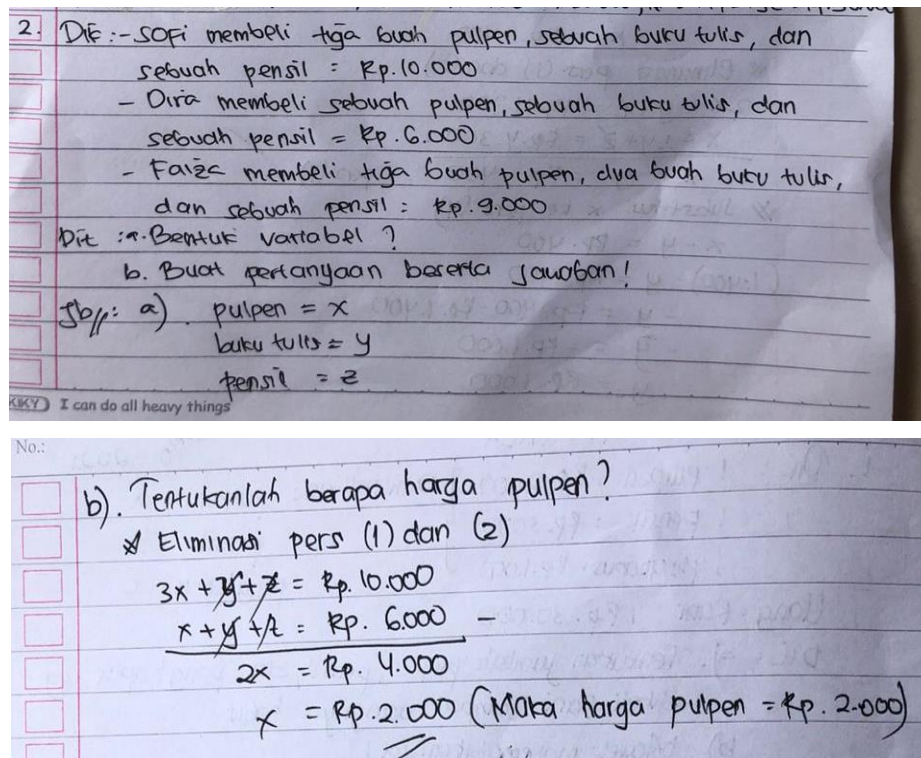 2. Dik :- Sofi membeli tiga buah pulpen, sebuah buku tulis, dan
sebuah pensil = Rp. 10.000
- Dira membeli sebuah pulpen, sebuah buku tulis, dan
sebuah pensil = Rp. 6.000
- Faiza membeli tiga buah pulpen, dua buah buku tulis,
dan sebuah pensil = Rp. 9.000
Dit : a. Bentuk variabel ?
b. Buat pertanyaan beserta jawaban!
Jb//: a). pulpen = x
buku tulis = y
pensil = z
KIKY I can do all heavy things
No.:
b). Tentukanlah berapa harga pulpen?
* Eliminasi pers (1) dan (2)
3x + y + z = Rp. 10.000
x + y + z = Rp. 6.000 -
2x = Rp. 4.000
x = Rp. 2.000 (Maka harga pulpen = Rp. 2.000)